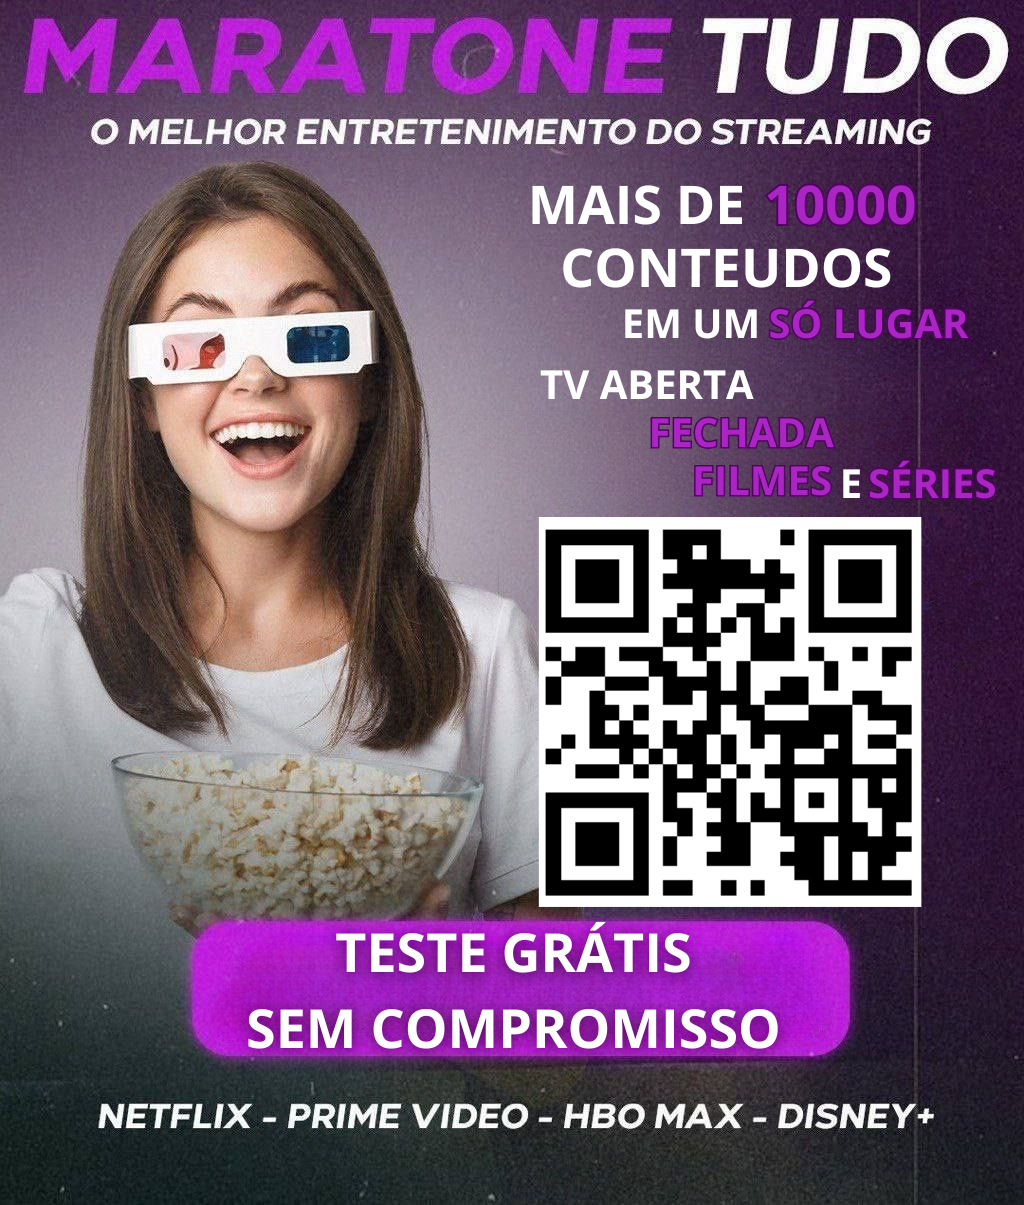 MARATONE TUDO
O MELHOR ENTRETENIMENTO DO STREAMING
MAIS DE 10000
CONTEUDOS
EM UM SÓ LUGAR
TV ABERTA
FECHADA
FILMES E SÉRIES
TESTE GRÁTIS
SEM COMPROMISSO
NETFLIX - PRIME VIDEO - HBO MAX - DISNEY+